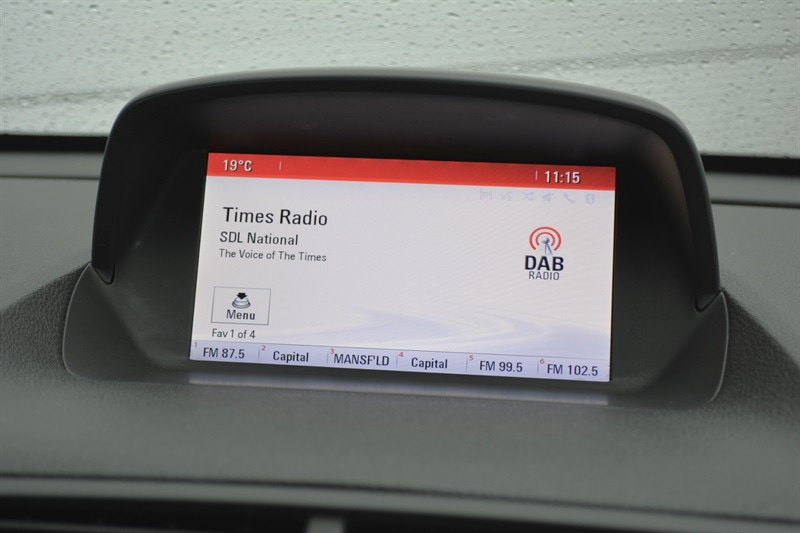 19°C 11:15
Times Radio
SDL National
The Voice of The Times
DAB
RADIO
Menu
Fav 1 of 4
1 FM 87.5 2 Capital 3 MANSF'LD 4 Capital 5 FM 99.5 6 FM 102.5